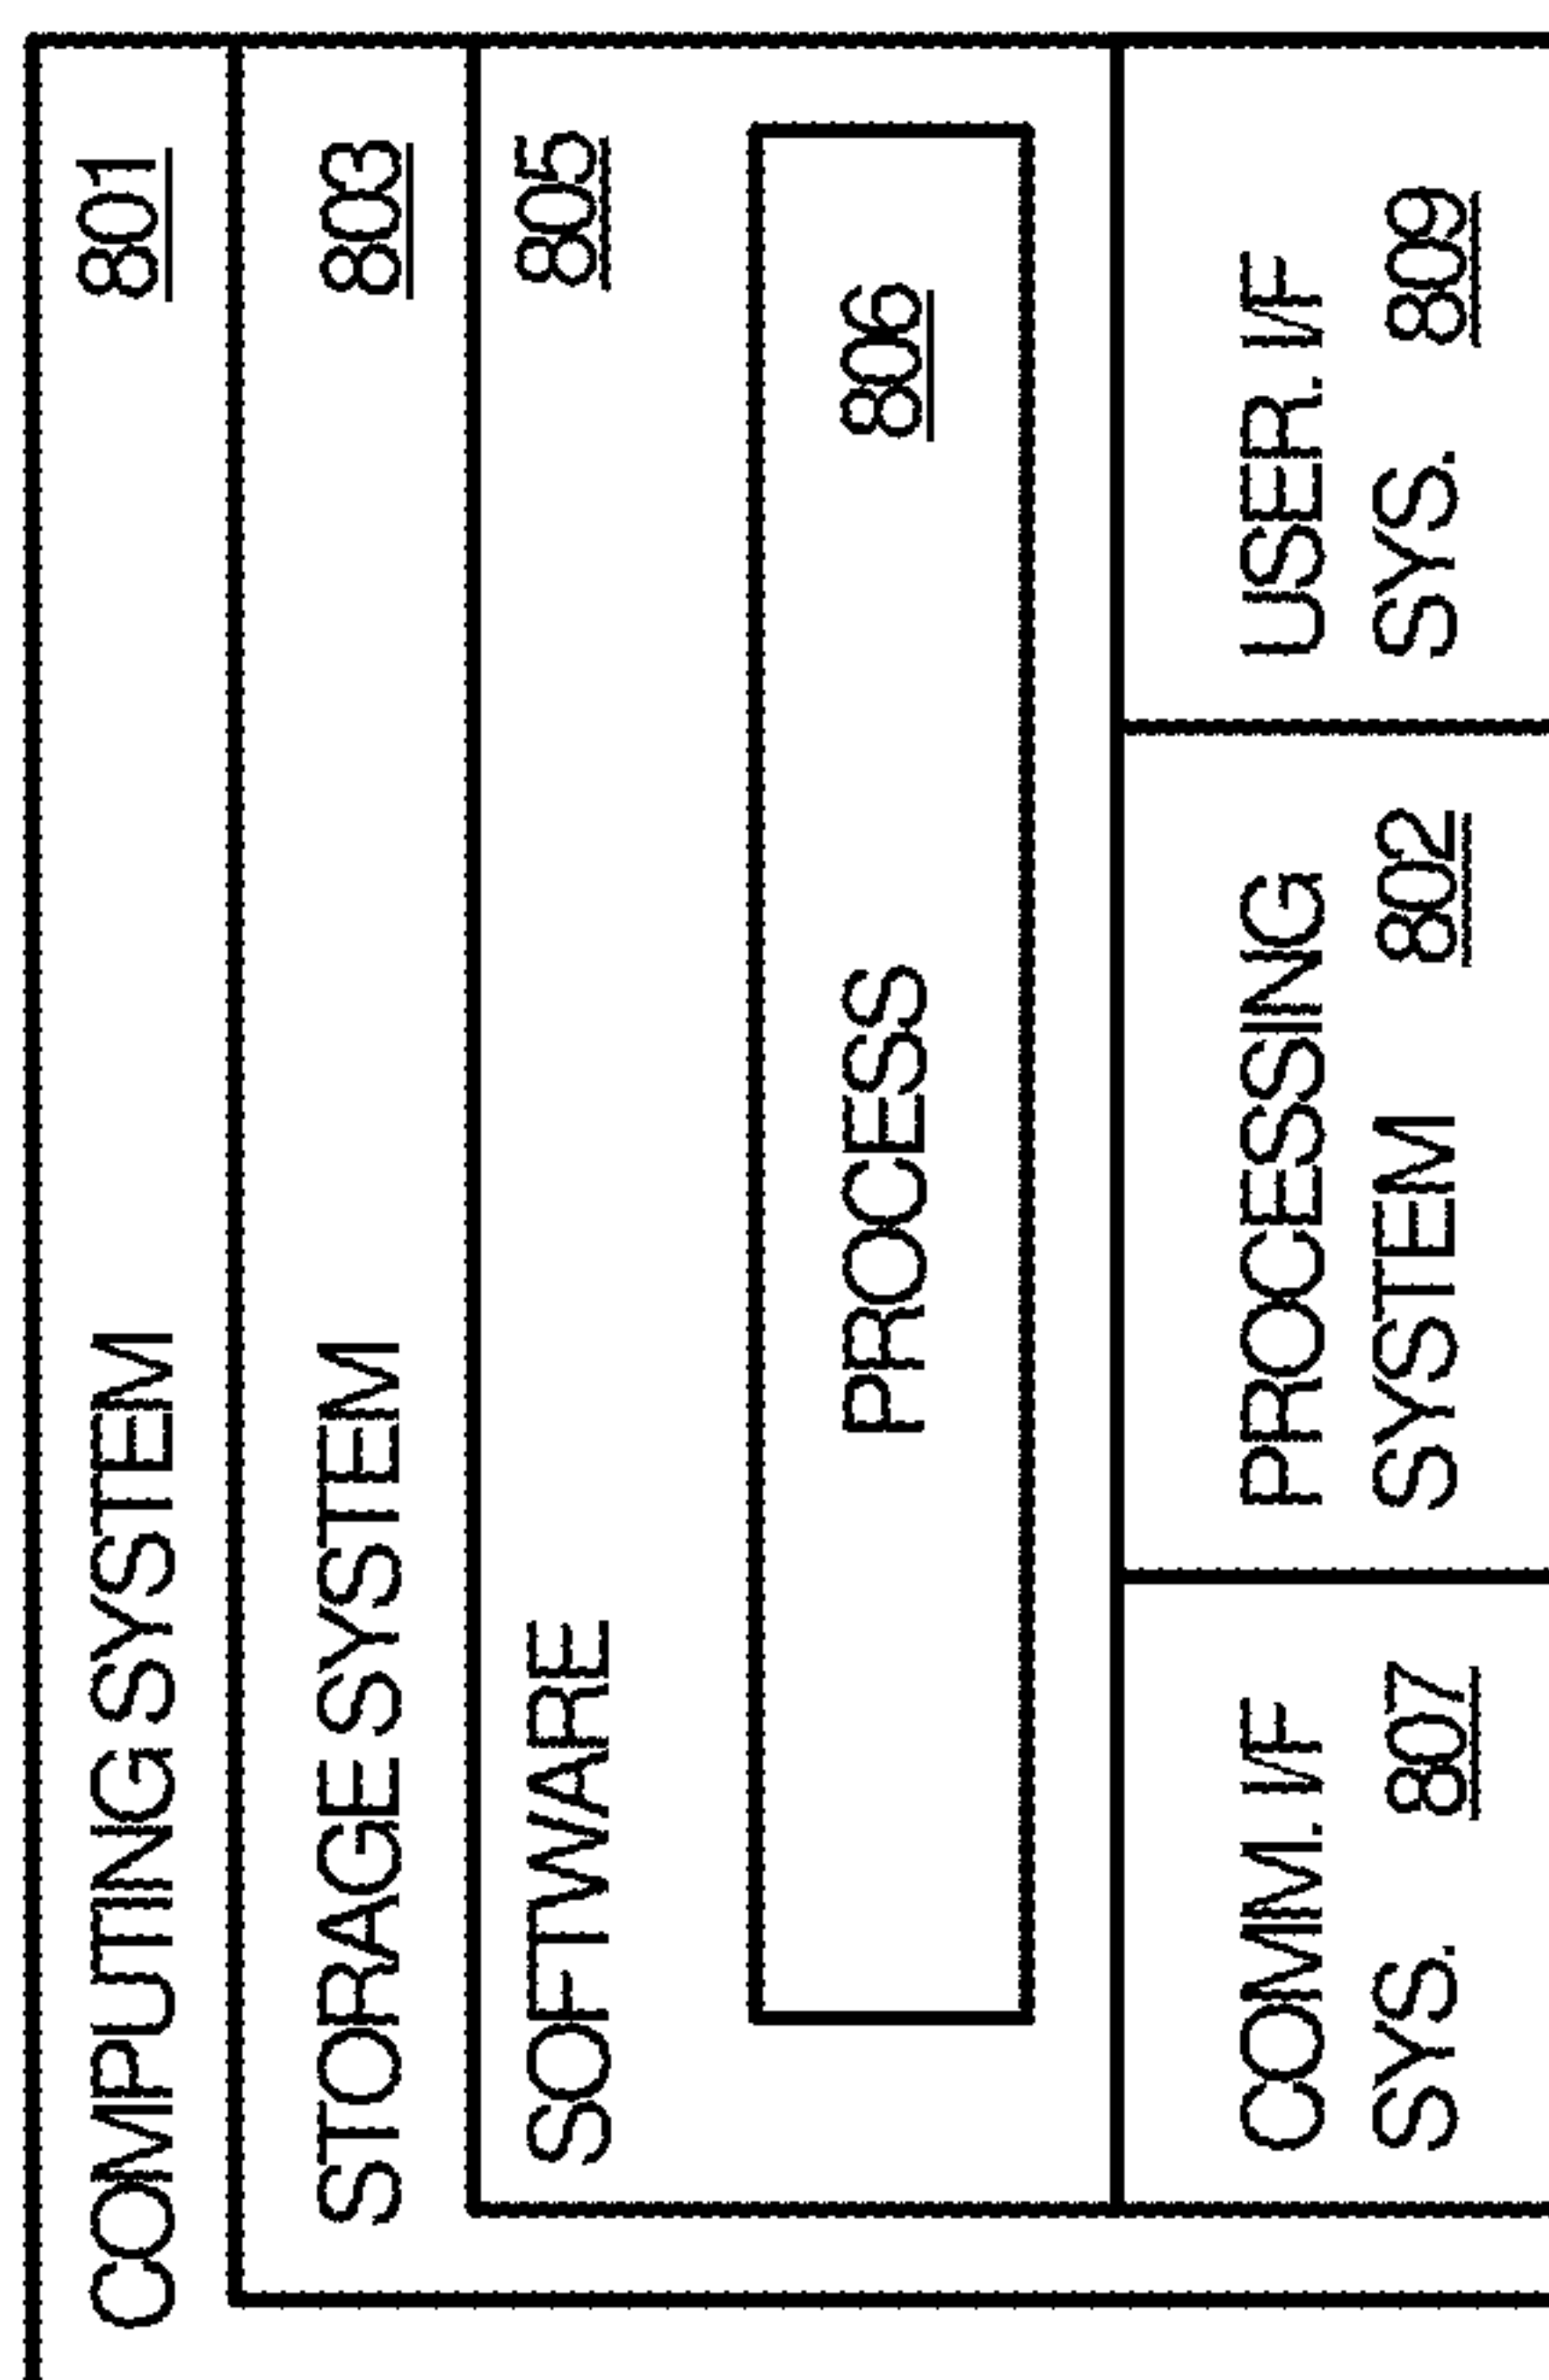 COMPUTING SYSTEM 801
STORAGE SYSTEM 803
SOFTWARE 805
PROCESS 806
COMM. I/F
SYS. 807
PROCESSING
SYSTEM 802
USER. I/F
SYS. 809